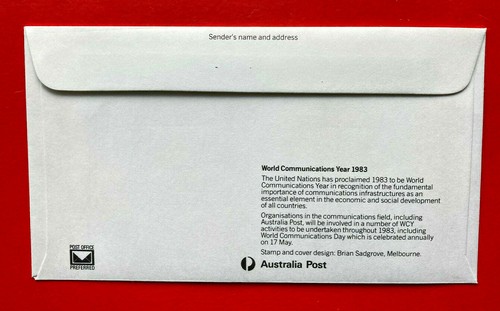 Sender's name and address
World Communications Year 1983
The United Nations has proclaimed 1983 to be World
Communications Year in recognition of the fundamental
importance of communications infrastructures as an
essential element in the economic and social development
of all countries.
Organisations in the communications field, including
Australia Post, will be involved in a number of WCY
activities to be undertaken throughout 1983, including
World Communications Day which is celebrated annually
on 17 May.
Stamp and cover design: Brian Sadgrove, Melbourne.
POST OFFICE
PREFERRED
Australia Post